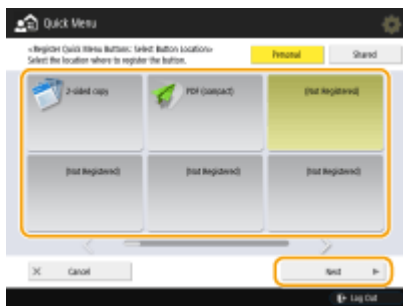 Quick Menu
<Register Quick Menu Buttons: Select Button Location>
Select the location where to register the button.
Personal
Shared
2-sided copy
PDF (compact)
(Not Registered)
(Not Registered)
(Not Registered)
(Not Registered)
Cancel
Next
Log Out